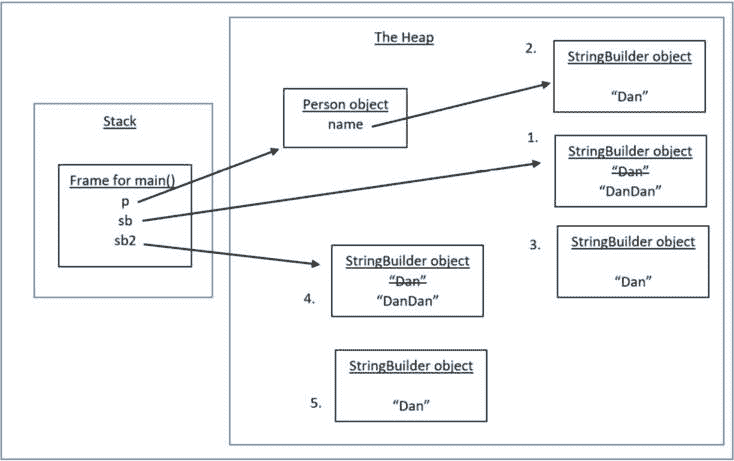 The Heap
2.
StringBuilder object
“Dan”
Person object
name
Stack
1.
StringBuilder object
“Dan”
“DanDan”
Frame for main()
p
sb
sb2
3.
StringBuilder object
“Dan”
StringBuilder object
“Dan”
“DanDan”
4.
StringBuilder object
“Dan”
5.